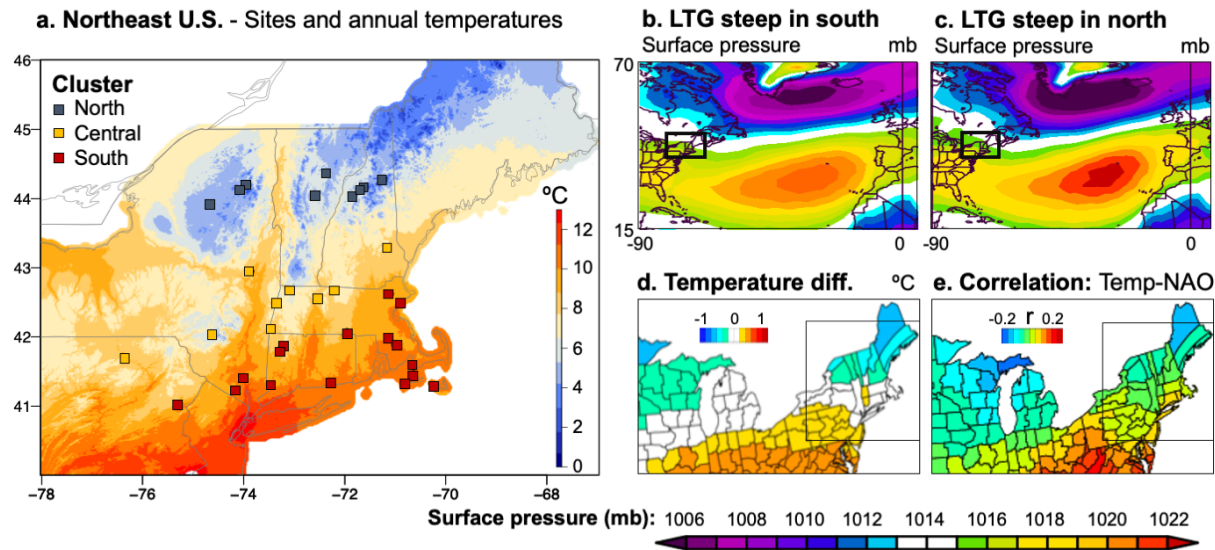 a. Northeast U.S. - Sites and annual temperatures
46
45
44
43
42
41
−78
−76
−74
−72
−70
−68
Cluster
North
Central
South
ºC
12
10
8
6
4
2
0
b. LTG steep in south
Surface pressure mb
70
15
-90
0
c. LTG steep in north
Surface pressure mb
-90
0
d. Temperature diff. ºC
-1 0 1
e. Correlation: Temp-NAO
-0.2 r 0.2
Surface pressure (mb): 1006 1008 1010 1012 1014 1016 1018 1020 1022